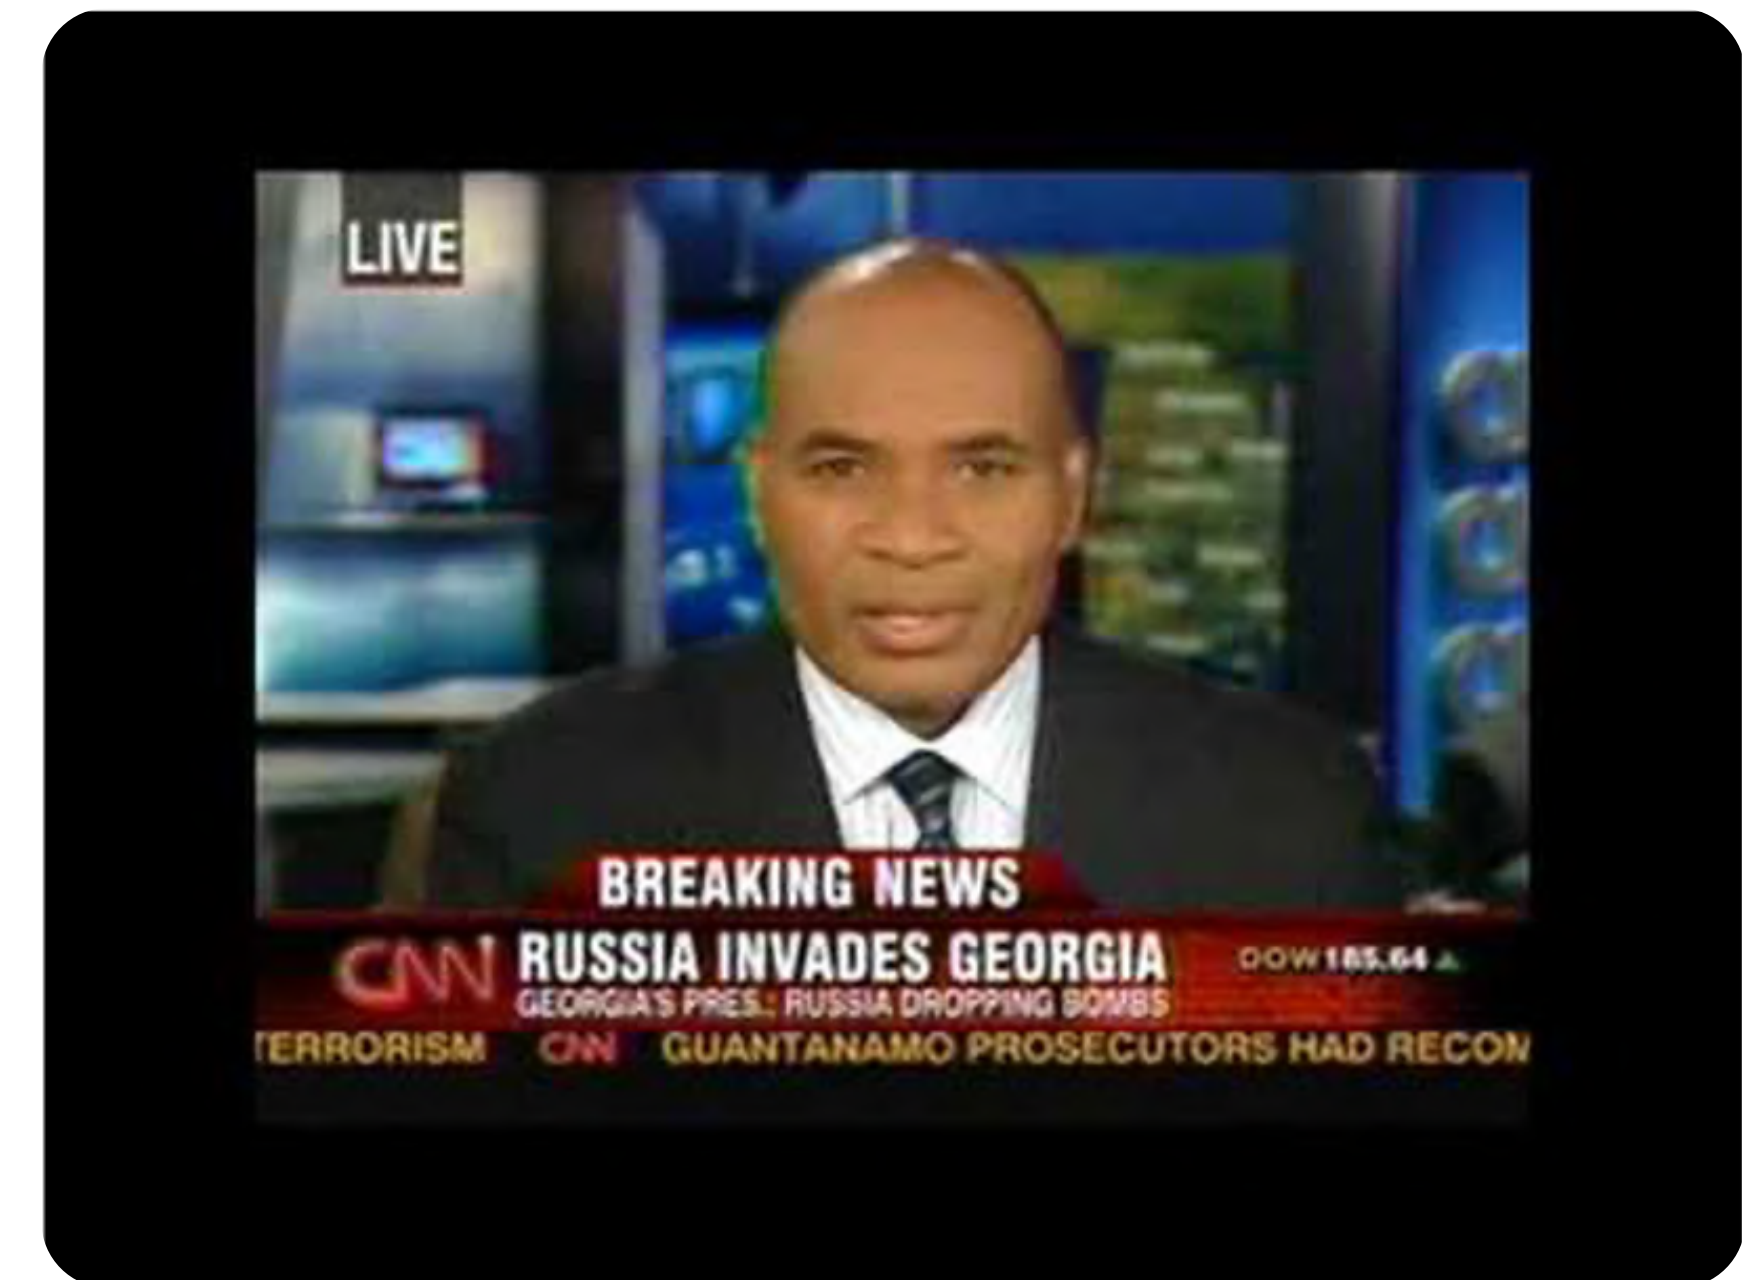 LIVE
BREAKING NEWS
CNN
RUSSIA INVADES GEORGIA
DOW 185.64
GEORGIA'S PRES.: RUSSIA DROPPING BOMBS
TERRORISM CNN GUANTANAMO PROSECUTORS HAD RECON